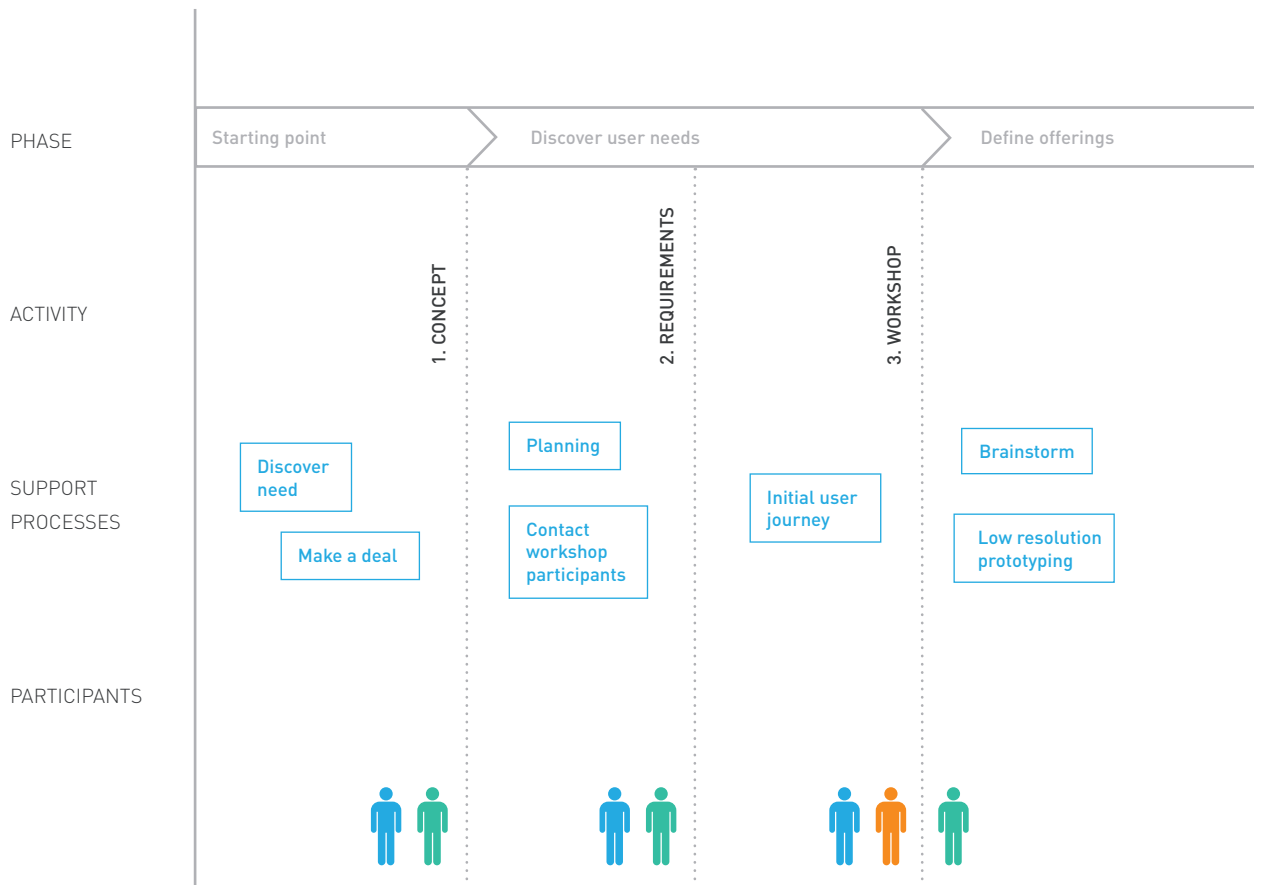 PHASE
Starting point
Discover user needs
Define offerings
ACTIVITY
1. CONCEPT
2. REQUIREMENTS
3. WORKSHOP
SUPPORT
PROCESSES
Discover
need
Make a deal
Planning
Contact
workshop
participants
Initial user
journey
Brainstorm
Low resolution
prototyping
PARTICIPANTS